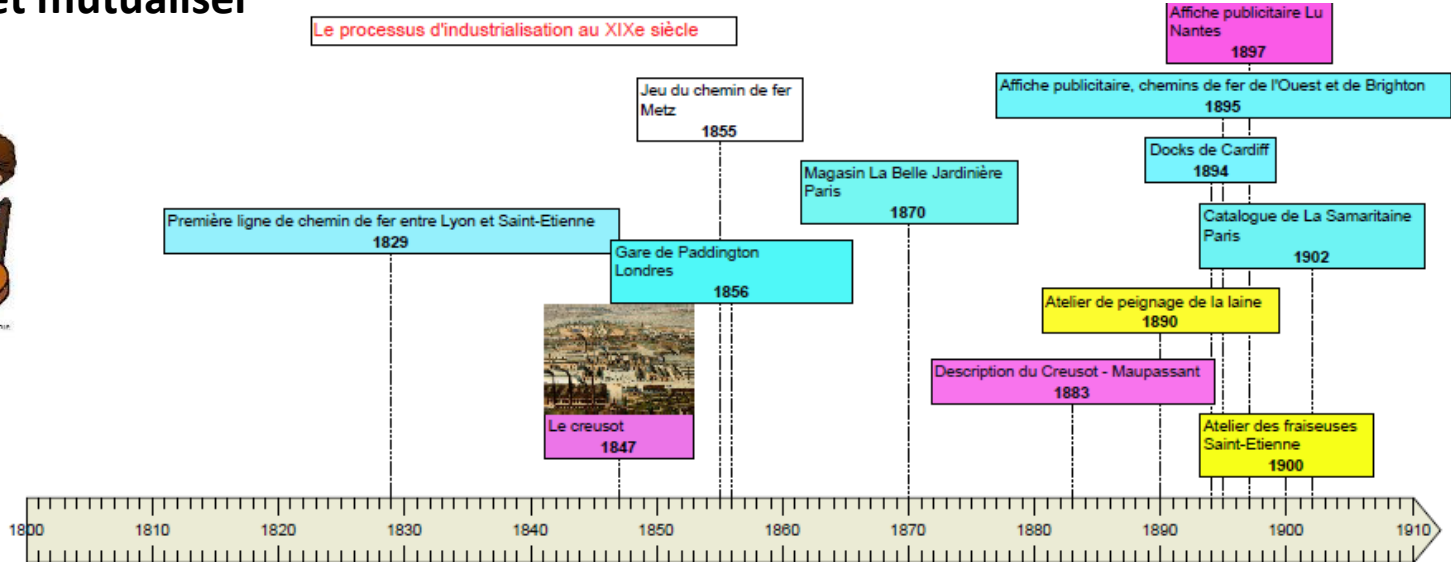 et mutualiser
Le processus d'industrialisation au XIXe siècle
Affiche publicitaire Lu
Nantes
1897
Jeu du chemin de fer
Metz
1855
Affiche publicitaire, chemins de fer de l'Ouest et de Brighton
1895
Docks de Cardiff
1894
Magasin La Belle Jardinière
Paris
1870
Première ligne de chemin de fer entre Lyon et Saint-Etienne
1829
Catalogue de La Samaritaine
Paris
1902
Gare de Paddington
Londres
1856
Atelier de peignage de la laine
1890
Description du Creusot - Maupassant
1883
Le creusot
1847
Atelier des fraiseuses
Saint-Etienne
1900
1800 1810 1820 1830 1840 1850 1860 1870 1880 1890 1900 1910